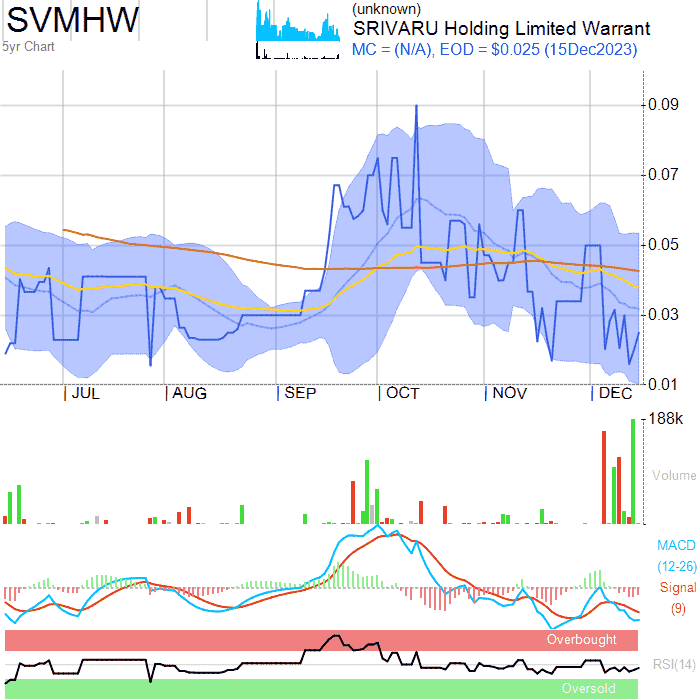 SVMHW
5yr Chart
(unknown)
SRIVARU Holding Limited Warrant
MC = (N/A), EOD = $0.025 (15Dec2023)
0.09
0.07
0.05
0.03
0.01
JUL AUG SEP OCT NOV DEC
188k
Volume
MACD
(12-26)
Signal
(9)
Overbought
RSI(14)
Oversold